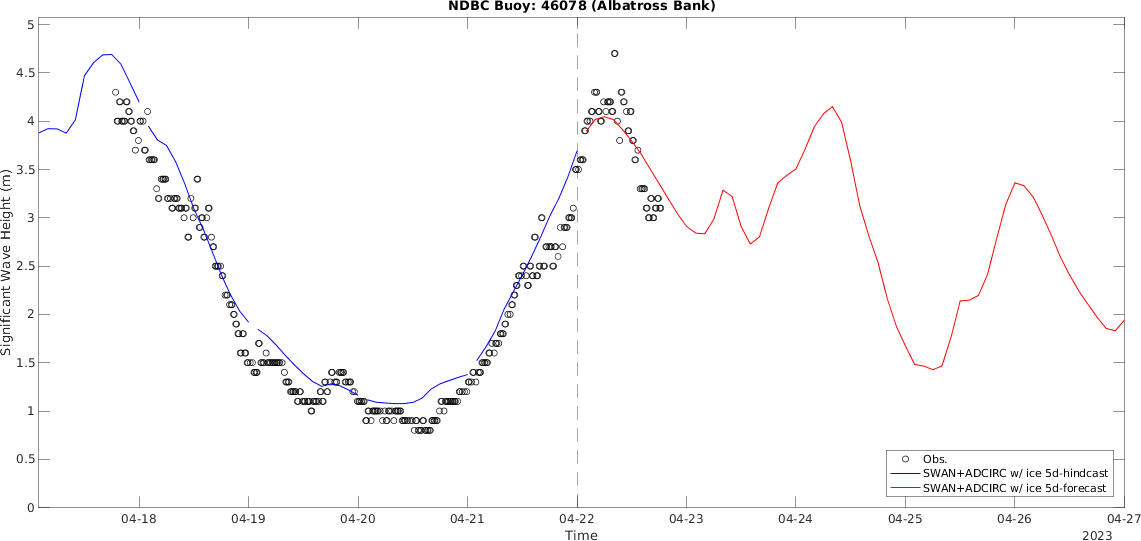 NDBC Buoy: 46078 (Albatross Bank)
5
4.5
4
3.5
3
2.5
2
1.5
1
0.5
0
Significant Wave Height (m)
04-18 04-19 04-20 04-21 04-22 04-23 04-24 04-25 04-26 04-27
Time
2023
Obs.
SWAN+ADCIRC w/ ice 5d-hindcast
SWAN+ADCIRC w/ ice 5d-forecast